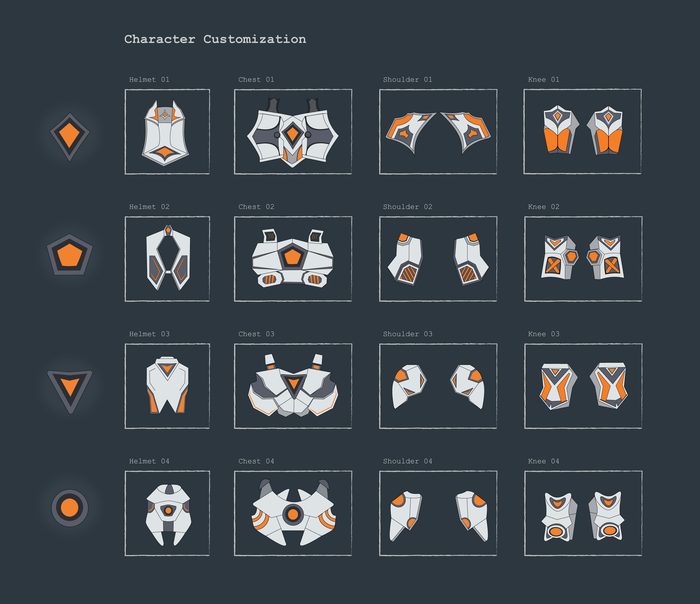 Character Customization
Helmet 01
Chest 01
Shoulder 01
Knee 01
Helmet 02
Chest 02
Shoulder 02
Knee 02
Helmet 03
Chest 03
Shoulder 03
Knee 03
Helmet 04
Chest 04
Shoulder 04
Knee 04